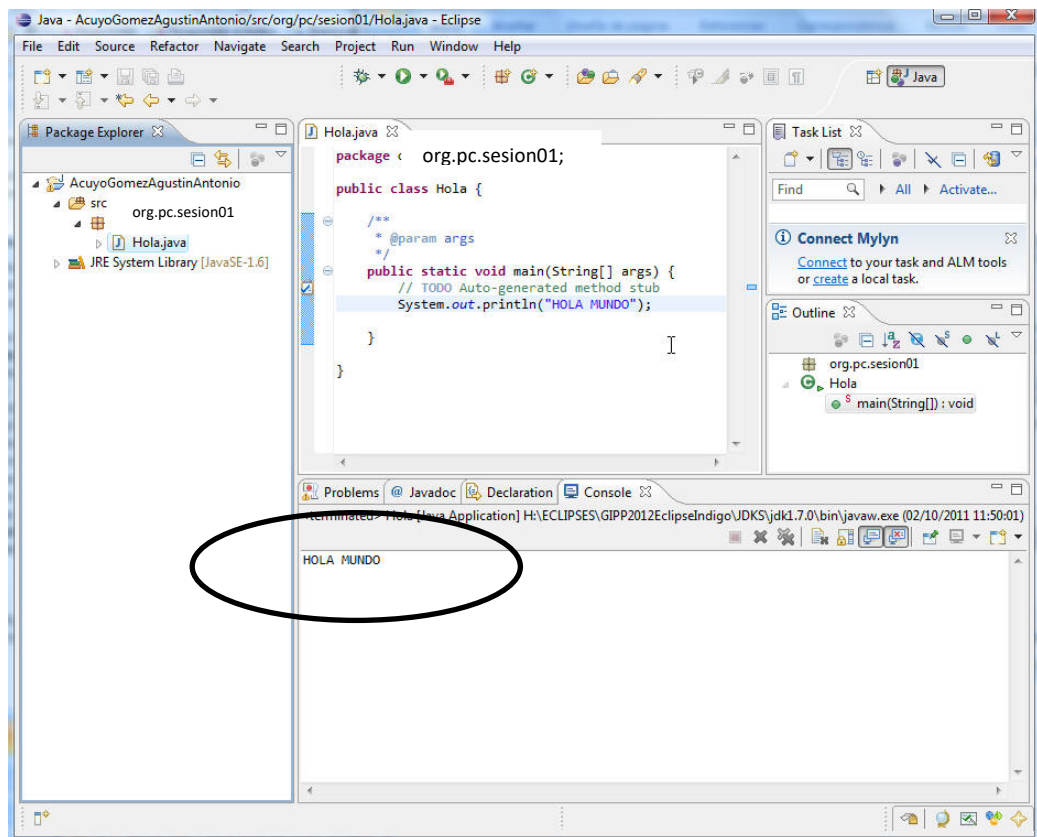 Java - AcuyoGomezAgustinAntonio/src/org/pc/sesion01/Hola.java - Eclipse
File Edit Source Refactor Navigate Search Project Run Window Help
Java
Package Explorer
AcuyoGomezAgustinAntonio
src
org.pc.sesion01
Hola.java
JRE System Library [JavaSE-1.6]
Hola.java
package org.pc.sesion01;
public class Hola {
/**
* @param args
*/
public static void main(String[] args) {
// TODO Auto-generated method stub
System.out.println("HOLA MUNDO");
}
}
Task List
Find All Activate...
Connect Mylyn
Connect to your task and ALM tools
or create a local task.
Outline
org.pc.sesion01
Hola
main(String[]) : void
Problems @ Javadoc Declaration Console
<terminated> Hola [Java Application] H:\ECLIPSES\GIPP2012EclipseIndigo\JDKS\jdk1.7.0\bin\javaw.exe (02/10/2011 11:50:01)
HOLA MUNDO